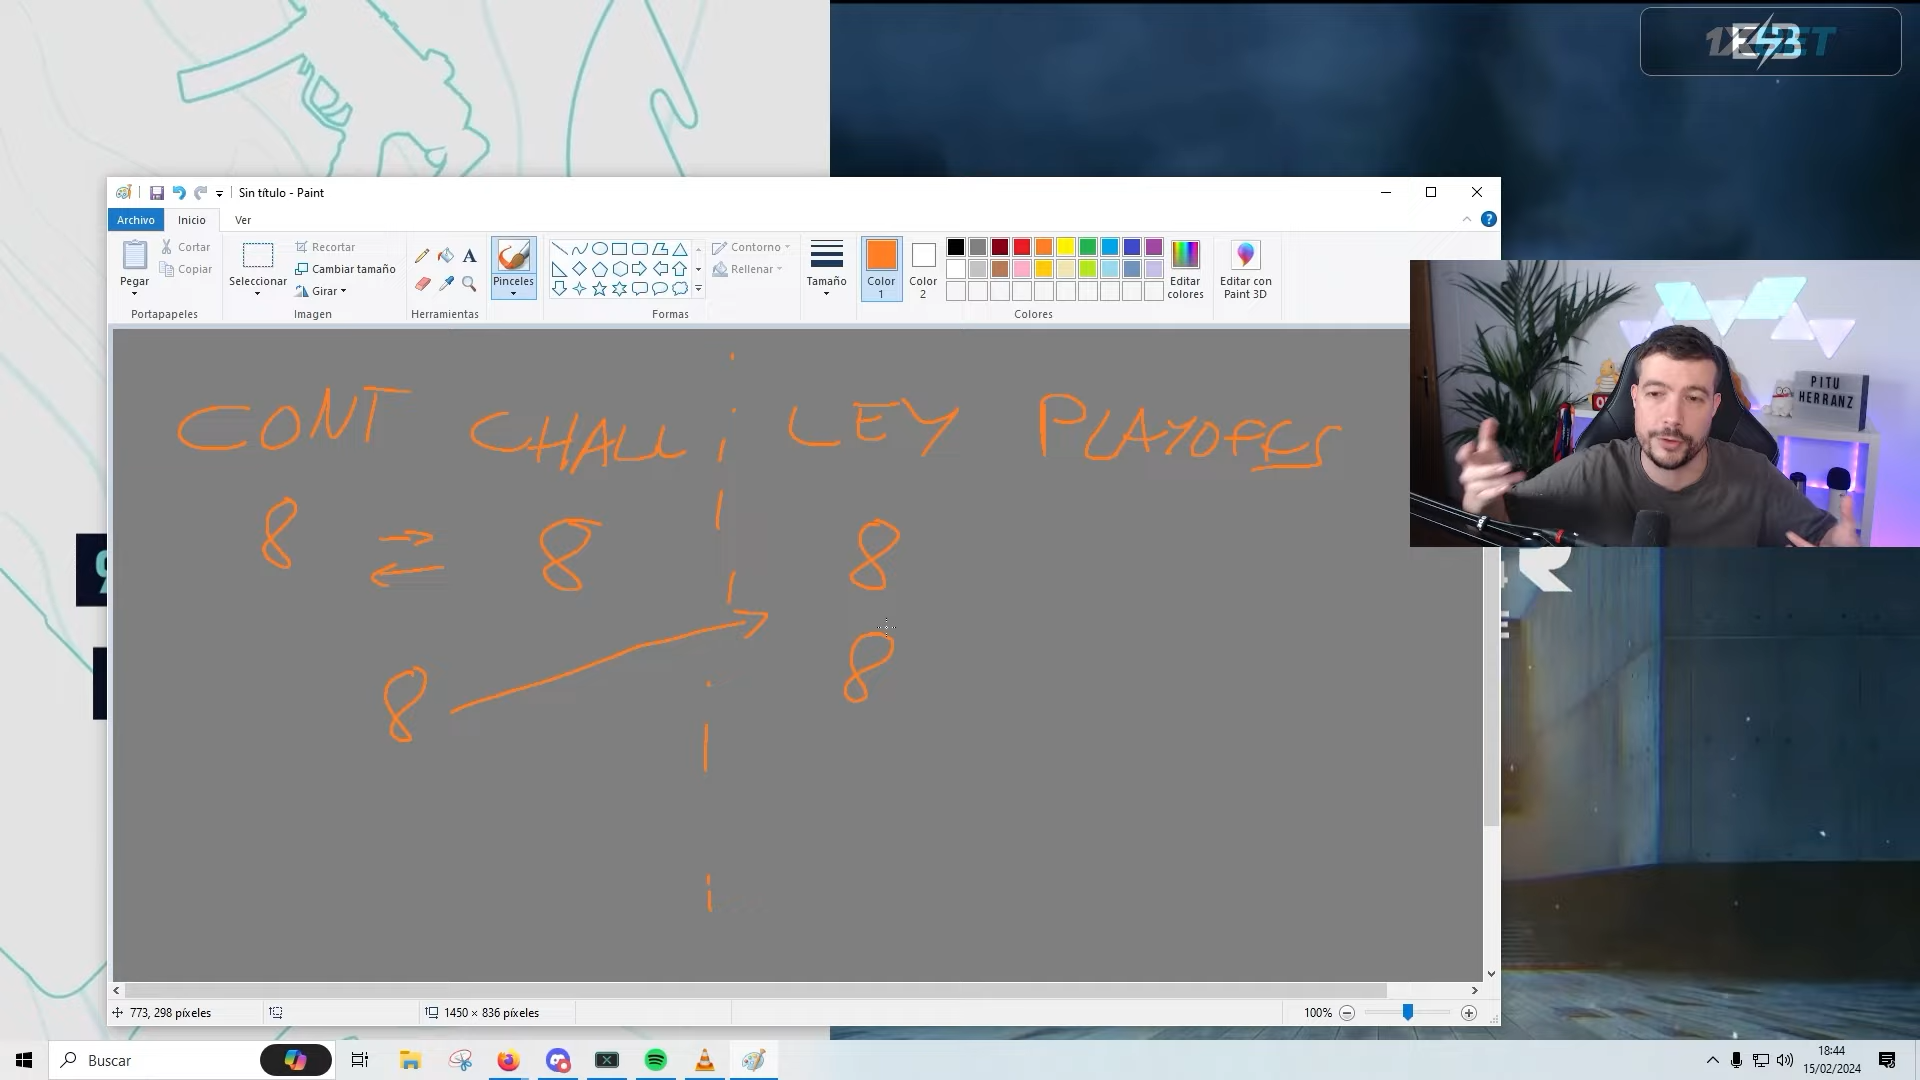 1XBET
ESB
Sin título - Paint
Archivo Inicio Ver
Pegar
Cortar
Copiar
Portapapeles
Seleccionar
Recortar
Cambiar tamaño
Girar
Imagen
Herramientas
Pinceles
Formas
Contorno
Rellenar
Tamaño
Color 1
Color 2
Editar colores
Colores
Editar con Paint 3D
PITU
HERRANZ
CONT CHALL LEY PLAYOFFS
8 8 8
8 8
773, 298 píxeles
1450 × 836 píxeles
100%
Buscar
18:44
15/02/2024